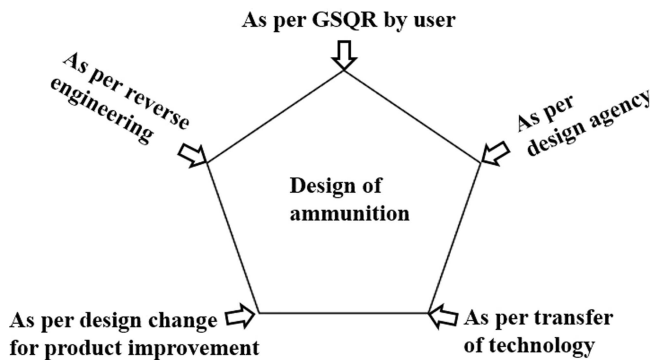 As per GSQR by user
As per reverse
engineering
As per
design agency
Design of
ammunition
As per design change
for product improvement
As per transfer
of technology